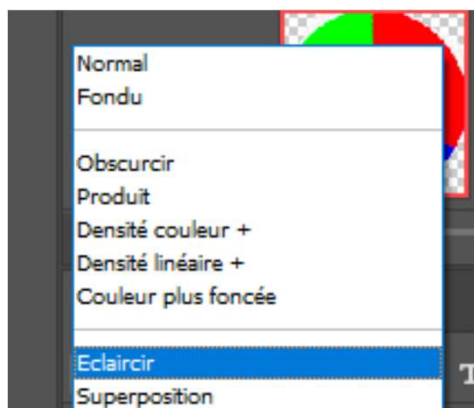 Normal
Fondu
Obscurcir
Produit
Densité couleur +
Densité linéaire +
Couleur plus foncée
Eclaircir
Superposition
T